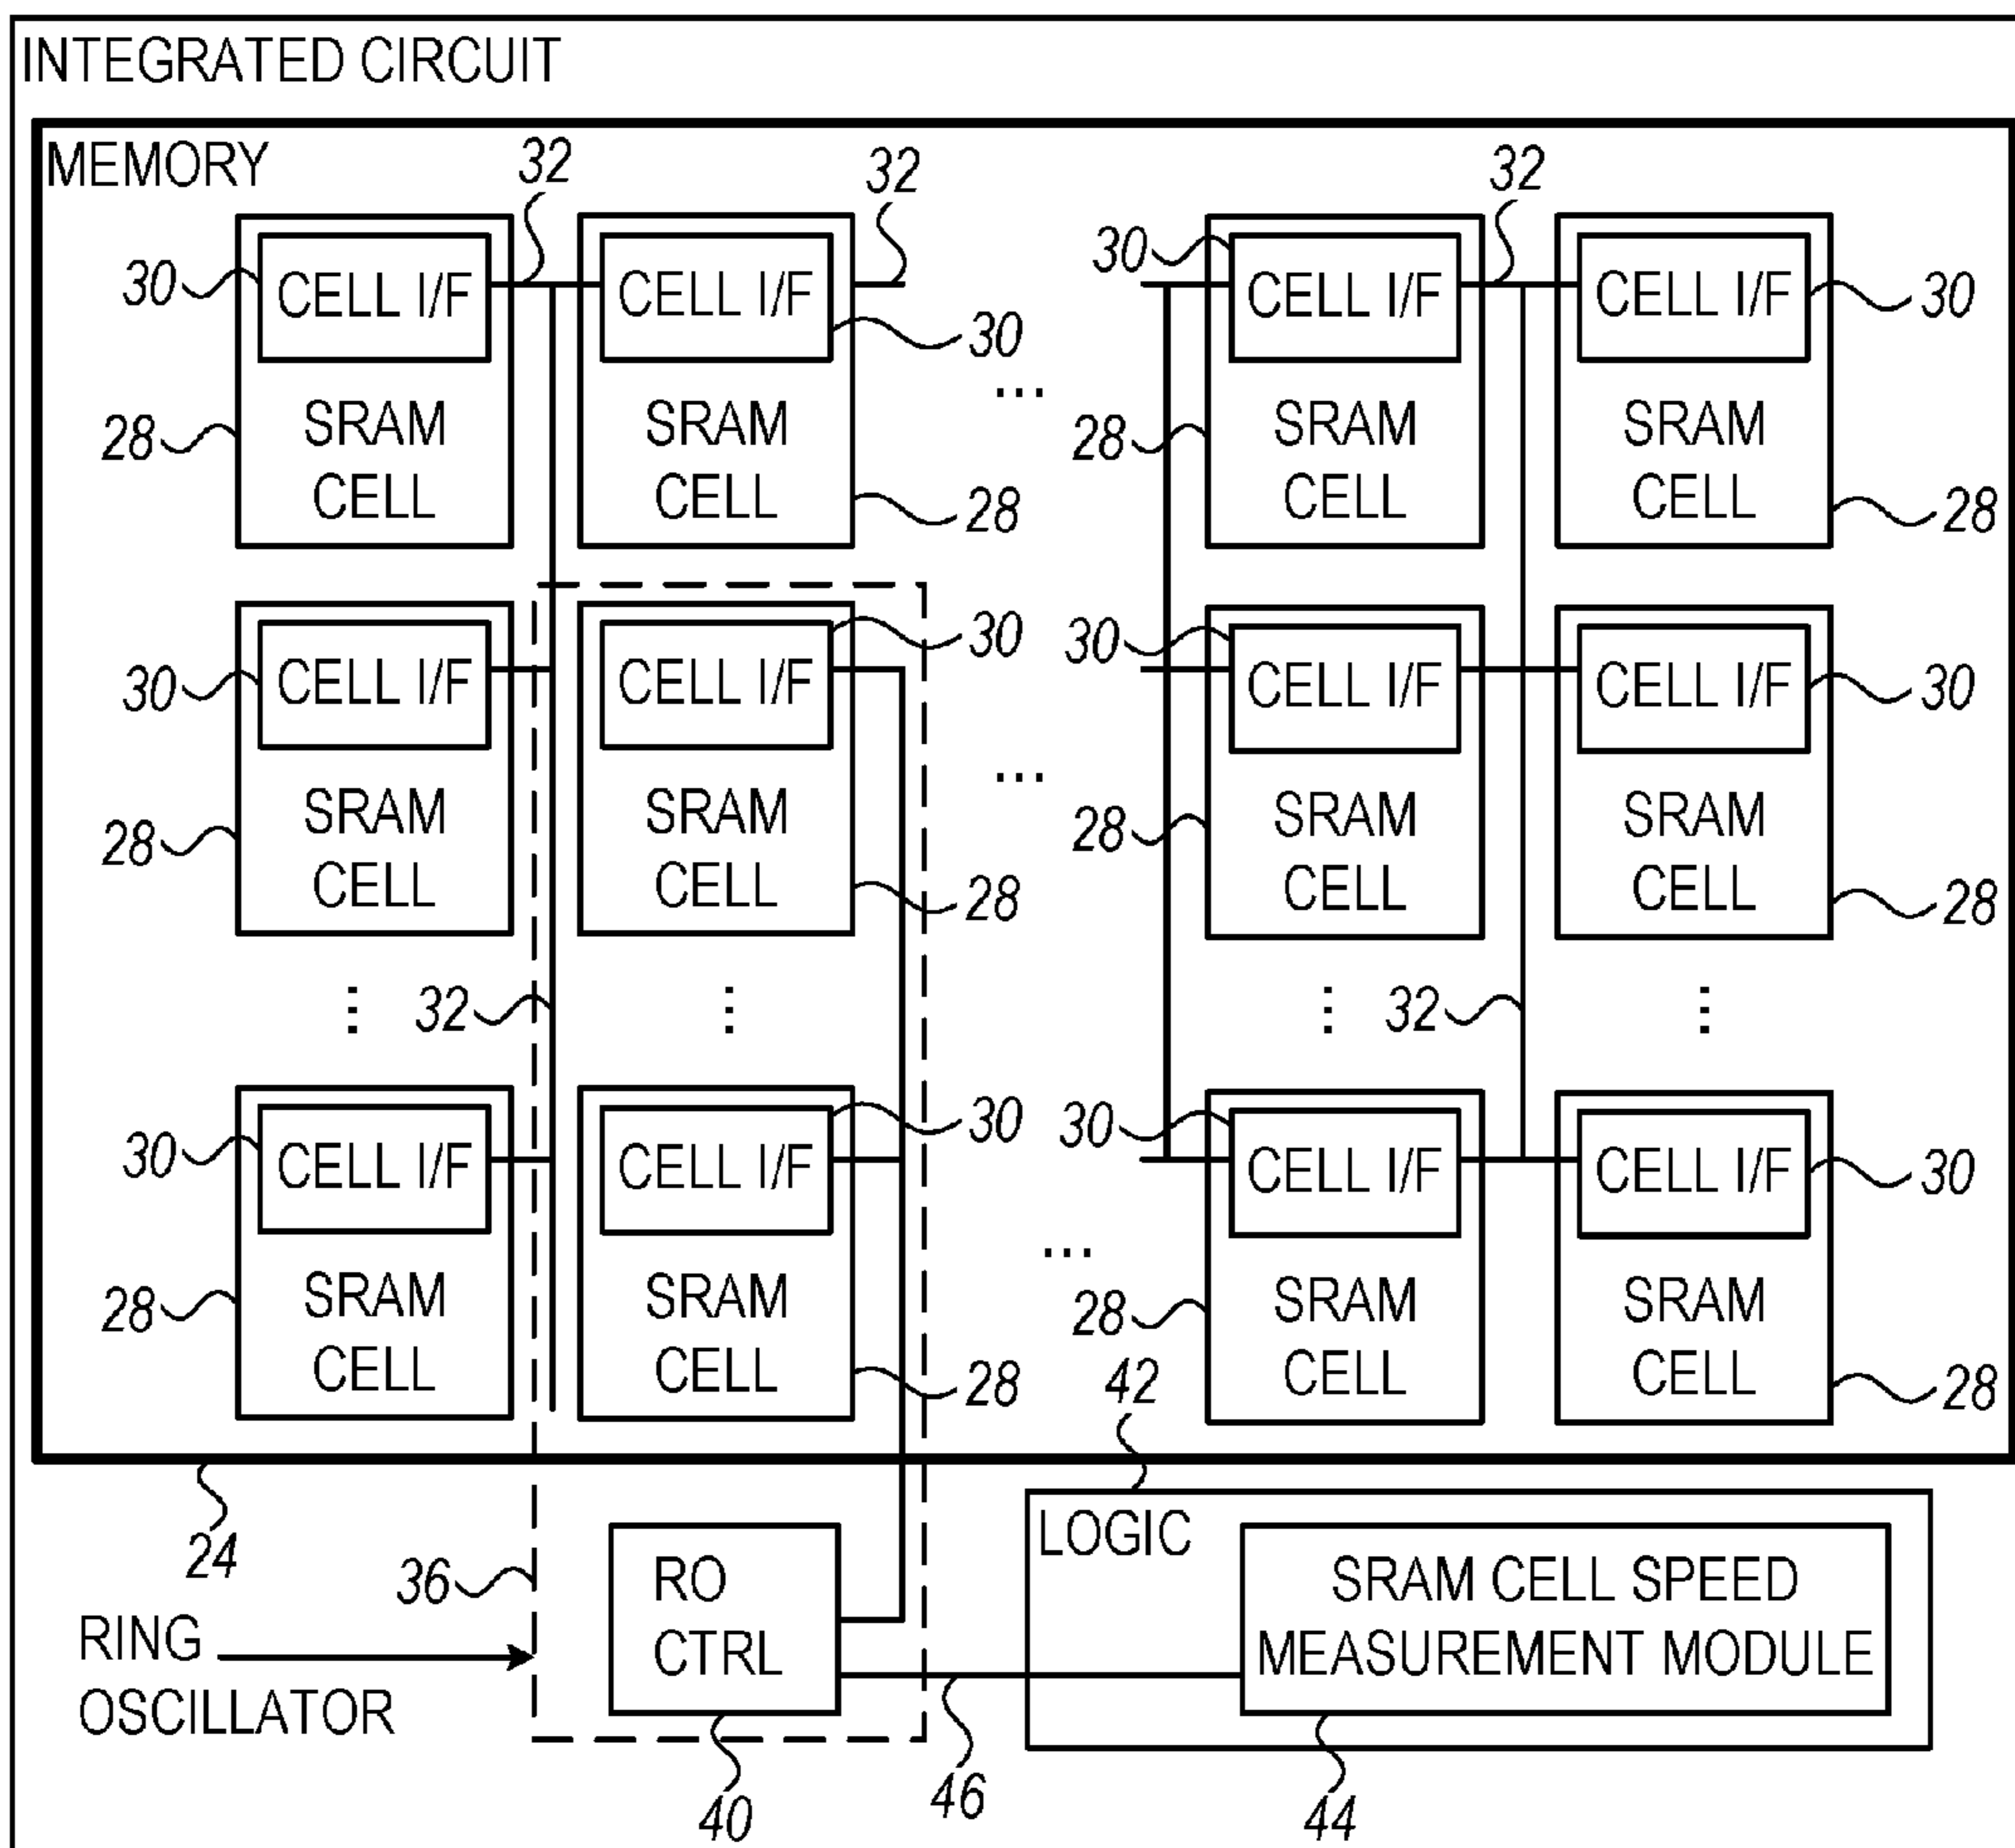 INTEGRATED CIRCUIT
MEMORY
32 32 32
30 CELL I/F CELL I/F 30 30 CELL I/F CELL I/F 30
...
28 SRAM CELL SRAM CELL 28 28 SRAM CELL SRAM CELL 28
30 CELL I/F CELL I/F 30 30 CELL I/F CELL I/F 30
...
28 SRAM CELL SRAM CELL 28 28 SRAM CELL SRAM CELL 28
... 32 ... ... 32 ...
30 CELL I/F CELL I/F 30 30 CELL I/F CELL I/F 30
...
28 SRAM CELL SRAM CELL 28 28 SRAM CELL SRAM CELL 28
42
24
36
RING
OSCILLATOR
RO
CTRL
40
46
LOGIC
SRAM CELL SPEED
MEASUREMENT MODULE
44